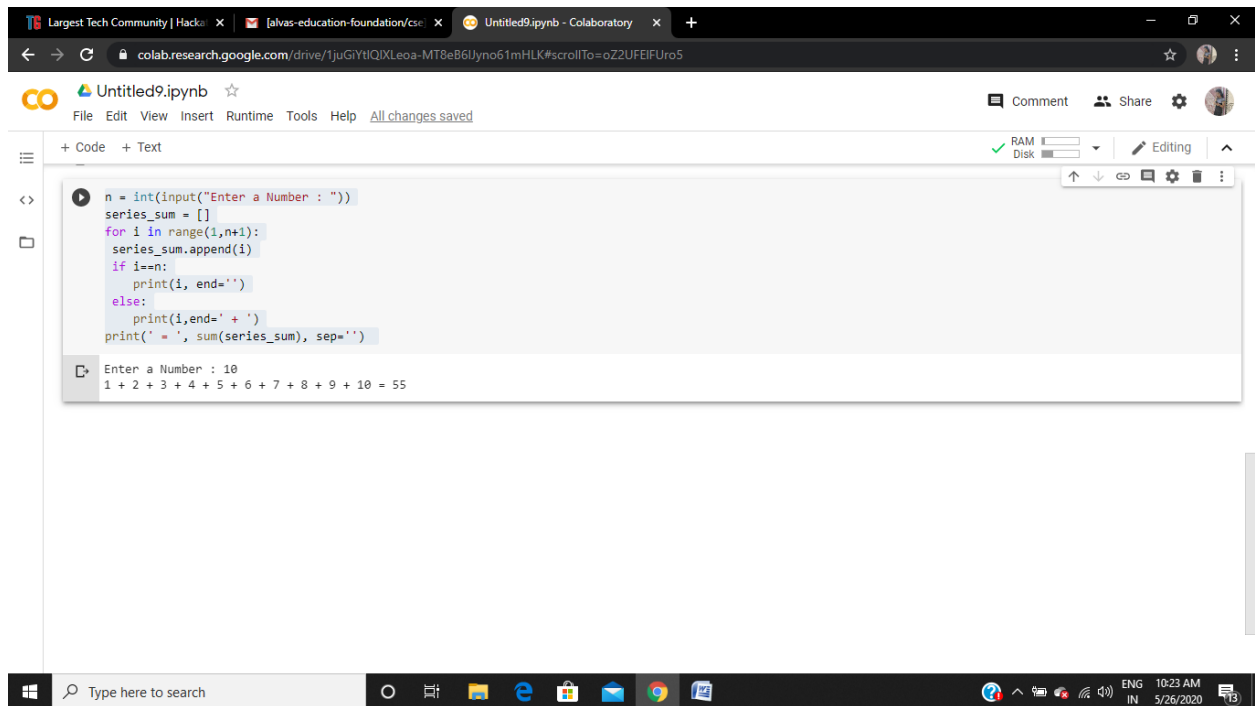 Largest Tech Community | Hacka
[alvas-education-foundation/cse]
Untitled9.ipynb - Colaboratory
colab.research.google.com/drive/1juGiYtlQlXLeoa-MT8eB6lJyno61mHLK#scrollTo=oZ2UFElFUro5
Untitled9.ipynb
File Edit View Insert Runtime Tools Help All changes saved
Comment Share
+ Code + Text
RAM
Disk
Editing
n = int(input("Enter a Number : "))
series_sum = []
for i in range(1,n+1):
 series_sum.append(i)
 if i==n:
    print(i, end='')
 else:
    print(i,end=' + ')
print(' = ', sum(series_sum), sep='')
Enter a Number : 10
1 + 2 + 3 + 4 + 5 + 6 + 7 + 8 + 9 + 10 = 55
Type here to search
ENG
IN
10:23 AM
5/26/2020
13